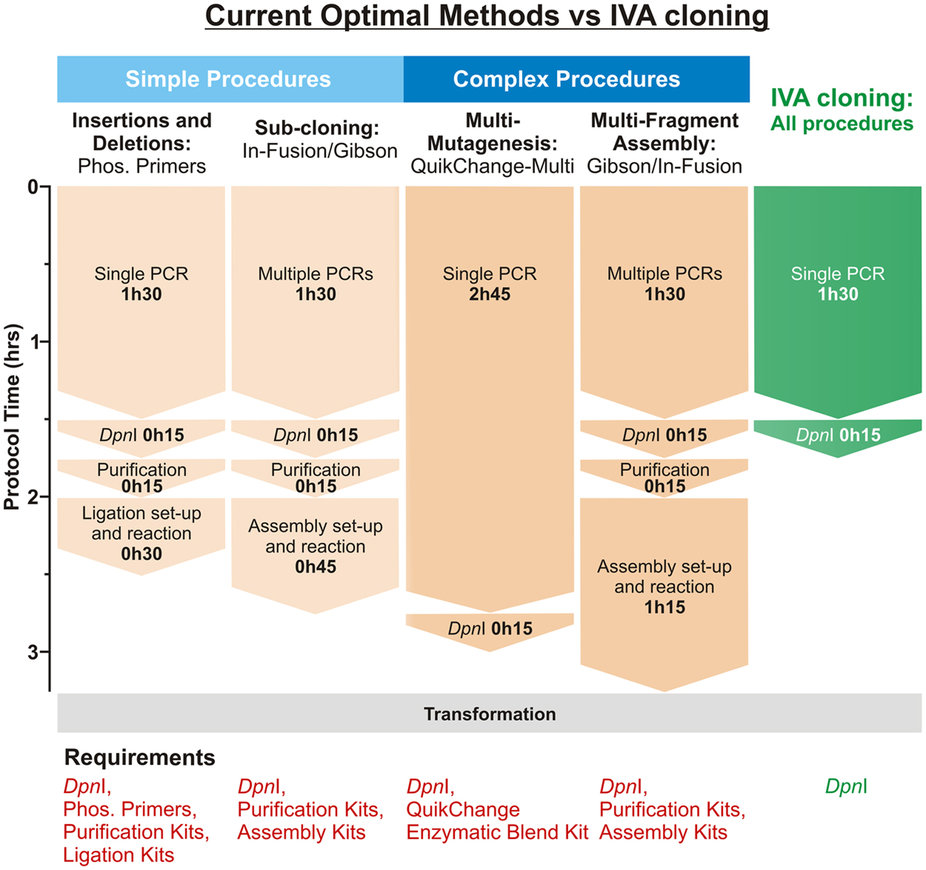 Current Optimal Methods vs IVA cloning
Simple Procedures
Complex Procedures
IVA cloning:
All procedures
Insertions and
Deletions:
Phos. Primers
Sub-cloning:
In-Fusion/Gibson
Multi-
Mutagenesis:
QuikChange-Multi
Multi-Fragment
Assembly:
Gibson/In-Fusion
Protocol Time (hrs)
0
1
2
3
Single PCR
1h30
DpnI 0h15
Purification
0h15
Ligation set-up
and reaction
0h30
Multiple PCRs
1h30
DpnI 0h15
Purification
0h15
Assembly set-up
and reaction
0h45
Single PCR
2h45
DpnI 0h15
Multiple PCRs
1h30
DpnI 0h15
Purification
0h15
Assembly set-up
and reaction
1h15
Single PCR
1h30
DpnI 0h15
Transformation
Requirements
DpnI,
Phos. Primers,
Purification Kits,
Ligation Kits
DpnI,
Purification Kits,
Assembly Kits
DpnI,
QuikChange
Enzymatic Blend Kit
DpnI,
Purification Kits,
Assembly Kits
DpnI